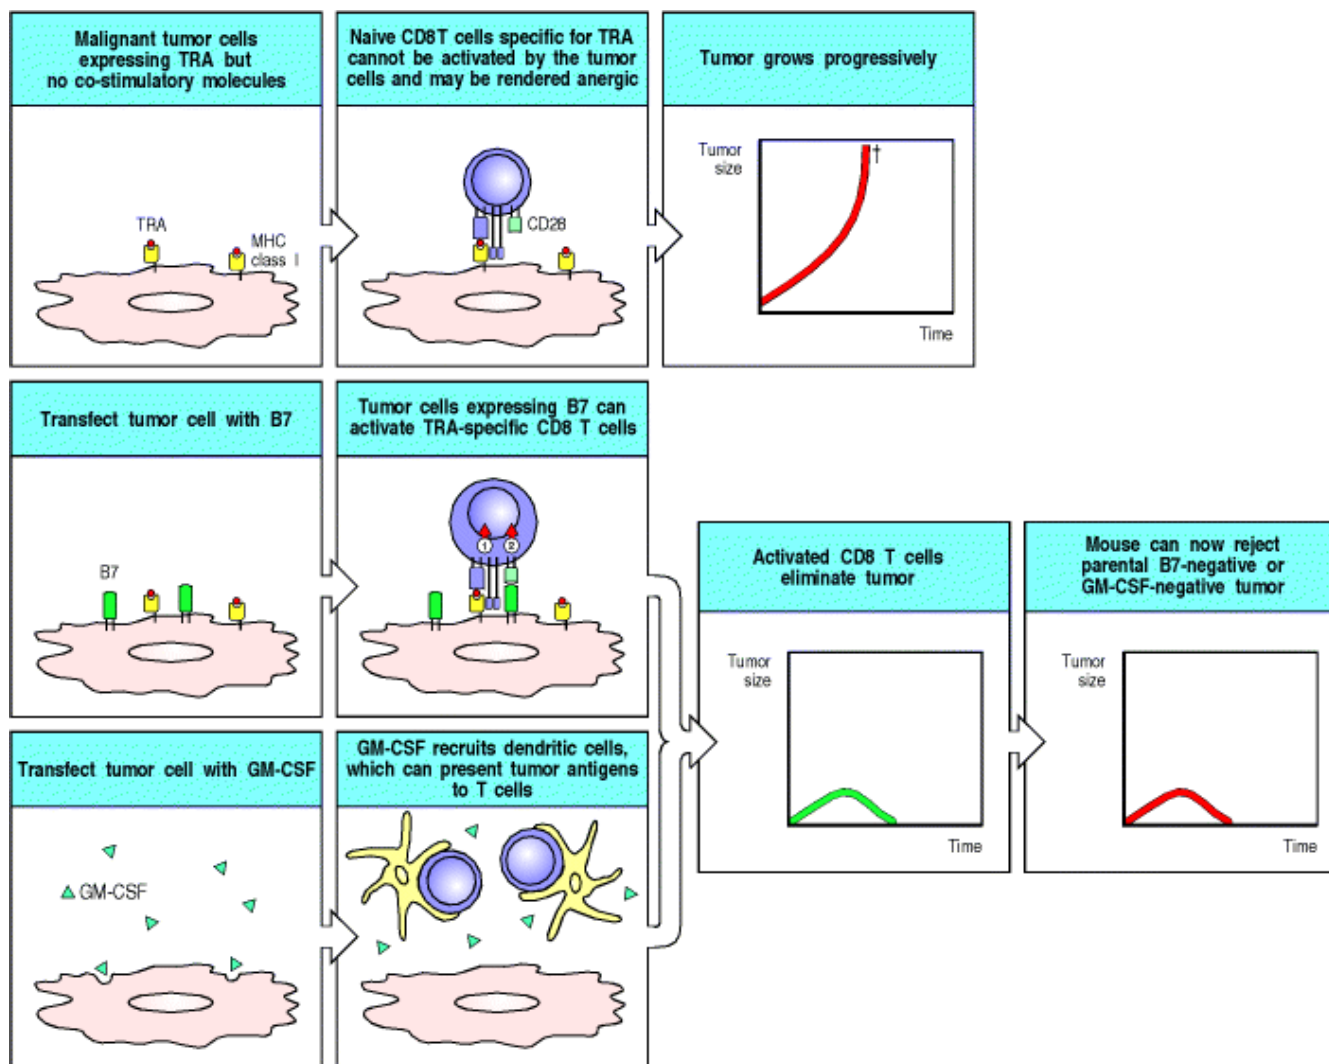 Malignant tumor cells
expressing TRA but
no co-stimulatory molecules
Naive CD8 T cells specific for TRA
cannot be activated by the tumor
cells and may be rendered anergic
Tumor grows progressively
TRA
MHC
class I
CD28
Tumor
size
†
Time
Transfect tumor cell with B7
Tumor cells expressing B7 can
activate TRA-specific CD8 T cells
B7
1
2
Transfect tumor cell with GM-CSF
GM-CSF recruits dendritic cells,
which can present tumor antigens
to T cells
GM-CSF
Activated CD8 T cells
eliminate tumor
Tumor
size
Time
Mouse can now reject
parental B7-negative or
GM-CSF-negative tumor
Tumor
size
Time